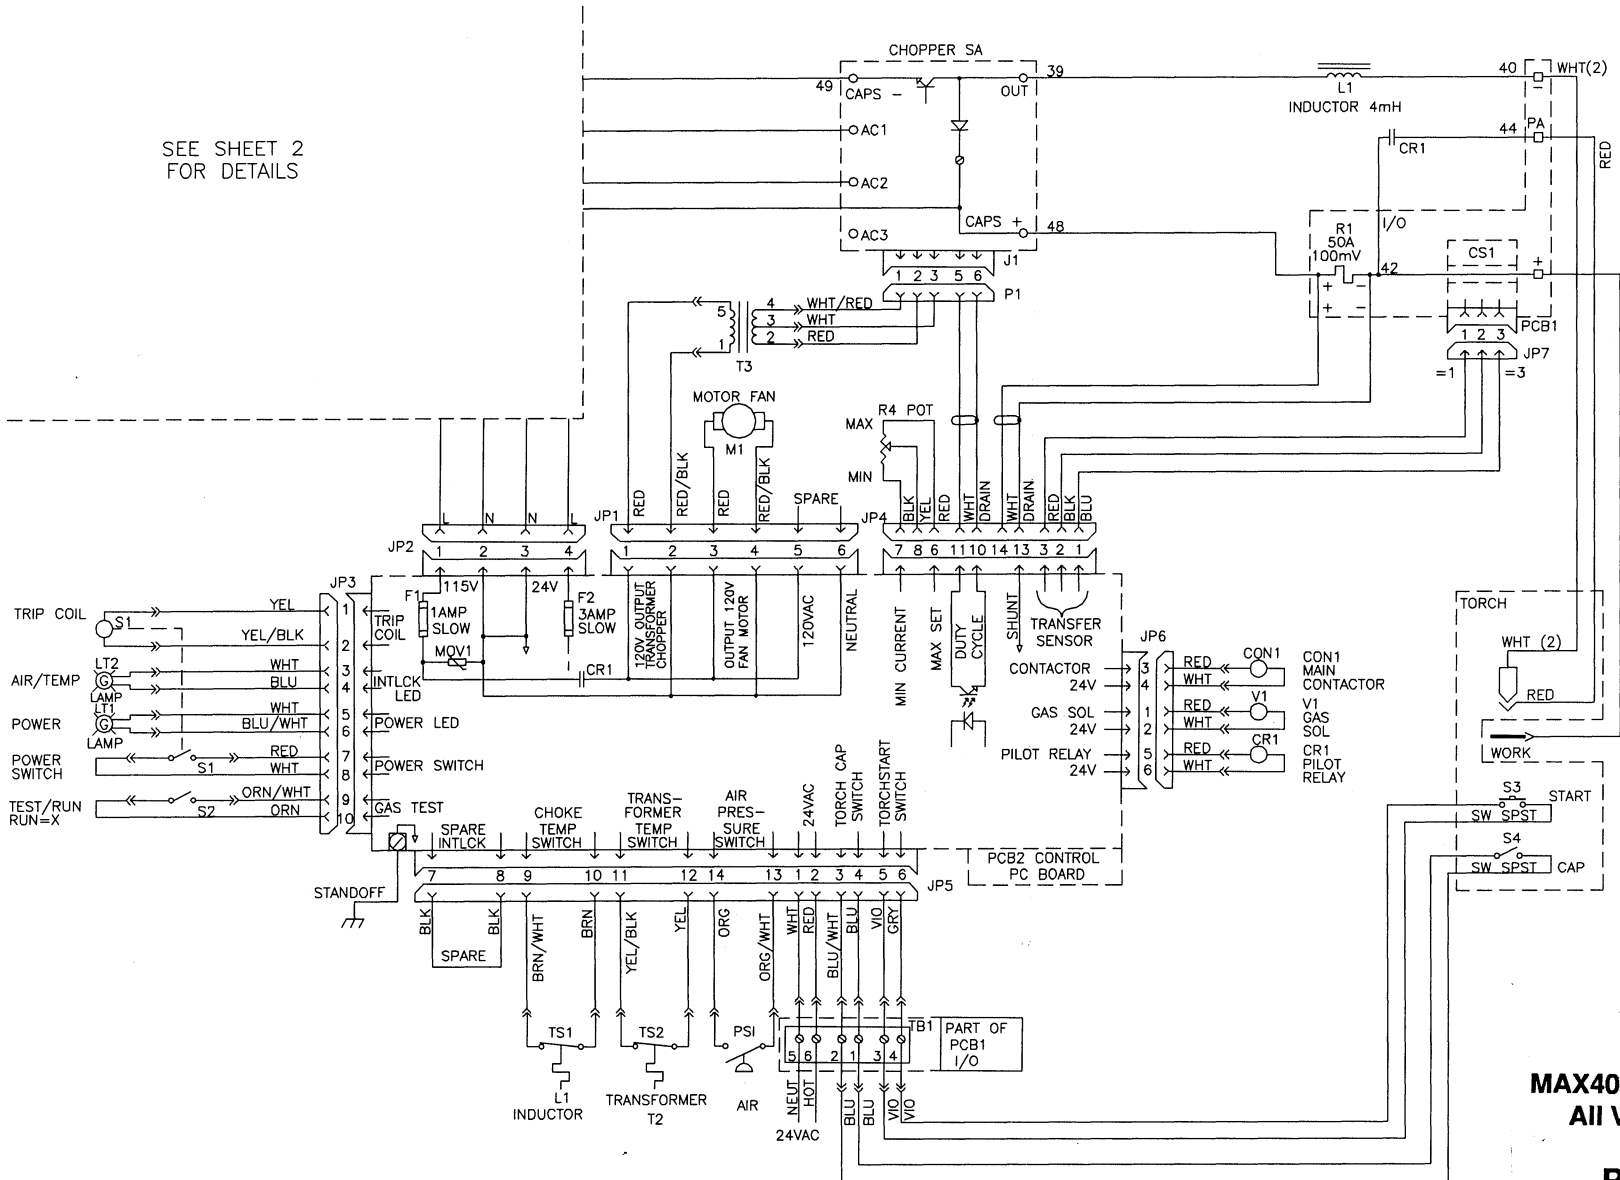 CHOPPER SA
49
CAPS -
OUT
39
L1
INDUCTOR 4mH
40
-
WHT(2)
AC1
44
PA
CR1
RED
SEE SHEET 2
FOR DETAILS
AC2
CAPS +
48
AC3
J1
I/O
R1
50A
100mV
42
CS1
+
+ -
+ -
1 2 3 5 6
P1
PCB1
1 2 3
JP7
=1 =3
5
1
T3
4 WHT/RED
3 WHT
2 RED
MOTOR FAN
M1
R4 POT
MAX
MIN
RED
RED/BLK
RED
RED/BLK
SPARE
BLK
YEL
RED
WHT
DRAIN
WHT
DRAIN
RED
BLK
BLU
L N N L
JP1
JP4
JP2
1 2 3 4
1 2 3 4 5 6
7 8 6 11 10 14 13 3 2 1
JP3
115V
24V
F1
1AMP
SLOW
F2
3AMP
SLOW
MOV1
CR1
120V OUTPUT
TRANSFORMER
CHOPPER
OUTPUT 120V
FAN MOTOR
120VAC
NEUTRAL
MIN CURRENT
MAX SET
DUTY
CYCLE
SHUNT
TRANSFER
SENSOR
TRIP COIL
S1
YEL
1
TRIP
COIL
YEL/BLK
2
AIR/TEMP
LT2
G
LAMP
WHT
3
BLU
4
INTLCK
LED
POWER
LT1
G
LAMP
WHT
5
BLU/WHT
6
POWER LED
POWER
SWITCH
S1
RED
7
WHT
8
POWER SWITCH
TEST/RUN
RUN=X
S2
ORN/WHT
9
ORN
10
GAS TEST
JP6
CONTACTOR
3
RED
CON1
24V
4
WHT
CON1
MAIN
CONTACTOR
GAS SOL
1
RED
V1
24V
2
WHT
V1
GAS
SOL
PILOT RELAY
5
RED
CR1
24V
6
WHT
CR1
PILOT
RELAY
TORCH
WHT (2)
RED
WORK
S3
START
SW SPST
S4
SW SPST
CAP
STANDOFF
SPARE
INTLCK
CHOKE
TEMP
SWITCH
TRANS-
FORMER
TEMP
SWITCH
AIR
PRES-
SURE
SWITCH
24VAC
TORCH CAP
SWITCH
TORCHSTART
SWITCH
PCB2 CONTROL
PC BOARD
7 8 9 10 11 12 14 13 1 2 3 4 5 6
JP5
BLK
BLK
BRN/WHT
BRN
YEL/BLK
YEL
ORG
ORG/WHT
WHT
RED
BLU/WHT
BLU
VIO
GRY
SPARE
TS1
L1
INDUCTOR
TS2
TRANSFORMER
T2
PSI
AIR
TB1
PART OF
PCB1
I/O
5 6 2 1 3 4
NEUT
HOT
BLU
BLU
VIO
VIO
24VAC
MAX40
All